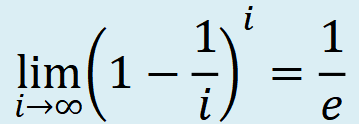 lim_{i→∞} (1 − 1/i)^i = 1/e